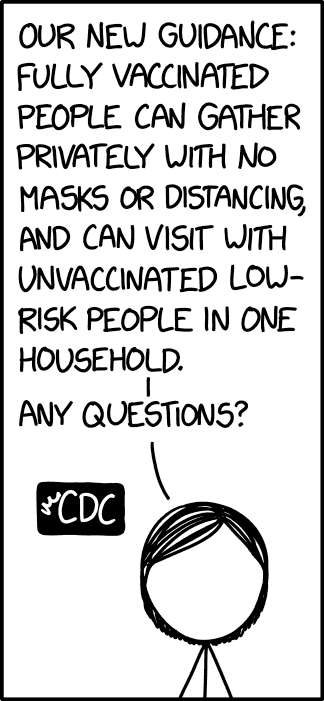 OUR NEW GUIDANCE:
FULLY VACCINATED
PEOPLE CAN GATHER
PRIVATELY WITH NO
MASKS OR DISTANCING,
AND CAN VISIT WITH
UNVACCINATED LOW-
RISK PEOPLE IN ONE
HOUSEHOLD.
ANY QUESTIONS?
CDC